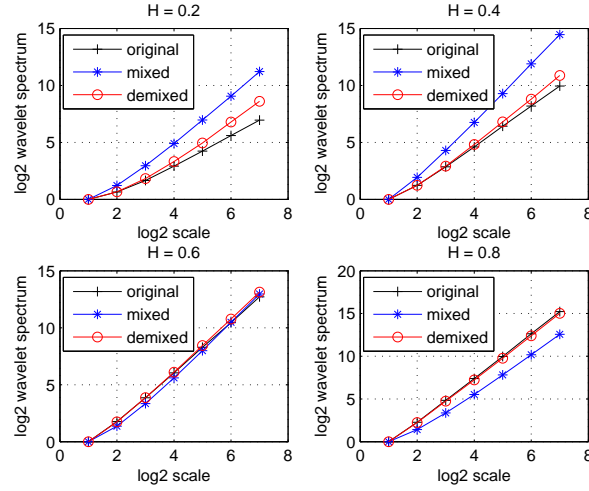 H = 0.2
15
10
5
0
0
2
4
6
8
log2 scale
log2 wavelet spectrum
original
mixed
demixed
H = 0.4
15
10
5
0
0
2
4
6
8
log2 scale
log2 wavelet spectrum
original
mixed
demixed
H = 0.6
15
10
5
0
0
2
4
6
8
log2 scale
log2 wavelet spectrum
original
mixed
demixed
H = 0.8
20
15
10
5
0
0
2
4
6
8
log2 scale
log2 wavelet spectrum
original
mixed
demixed